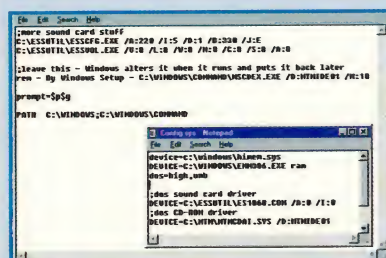 File Edit Search Help
;more sound card stuff
C:\ESSUTIL\ESSCFG.EXE /A:220 /I:5 /D:1 /B:330 /J:E
C:\ESSUTIL\ESSVOL.EXE /V:8 /L:8 /W:8 /M:0 /C:8 /S:8 /A:8
;leave this - Windows alters it when it runs and puts it back later
rem - By Windows Setup - C:\WINDOWS\COMMAND\MSCDEX.EXE /D:MTMIDE01 /M:10
prompt=$p$g
PATH C:\WINDOWS;C:\WINDOWS\COMMAND
Config.sys - Notepad
File Edit Search Help
device=c:\windows\himem.sys
DEVICE=C:\WINDOWS\EMM386.EXE ram
dos=high,umb
;dos sound card driver
DEVICE=C:\ESSUTIL\ES1868.COM /A:0 /I:0
;dos CD-ROM driver
DEVICE=C:\MTM\MTMCDAI.SYS /D:MTMIDE01